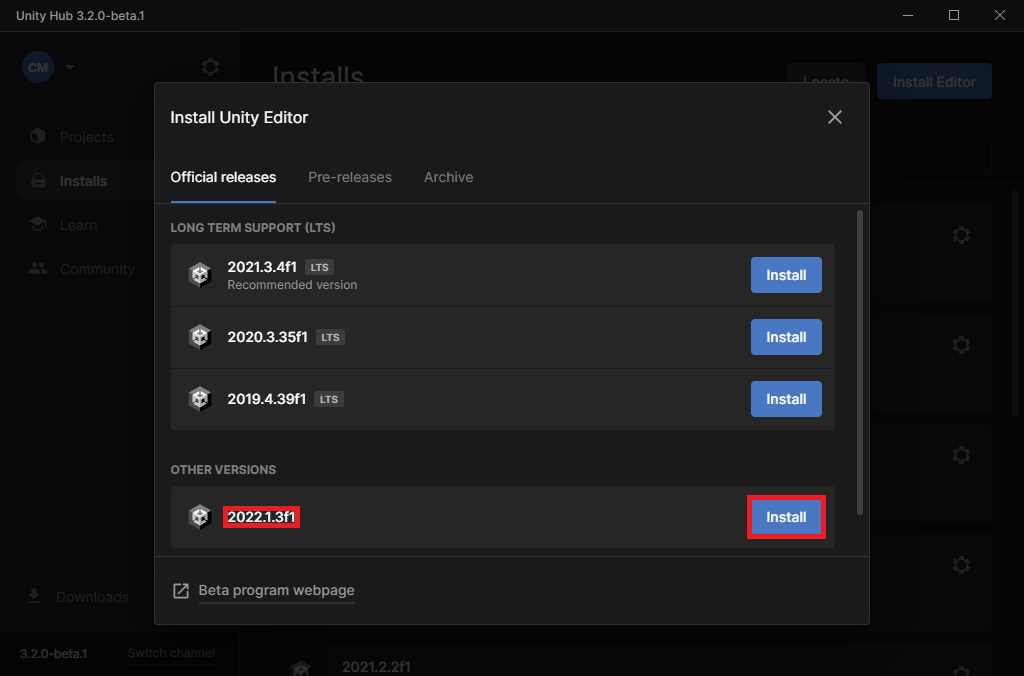 Unity Hub 3.2.0-beta.1
CM
Installs
Locate
Install Editor
Projects
Installs
Learn
Community
Install Unity Editor
Official releases
Pre-releases
Archive
LONG TERM SUPPORT (LTS)
2021.3.4f1 LTS
Recommended version
Install
2020.3.35f1 LTS
Install
2019.4.39f1 LTS
Install
OTHER VERSIONS
2022.1.3f1
Install
Beta program webpage
Downloads
3.2.0-beta.1
Switch channel
2021.2.2f1